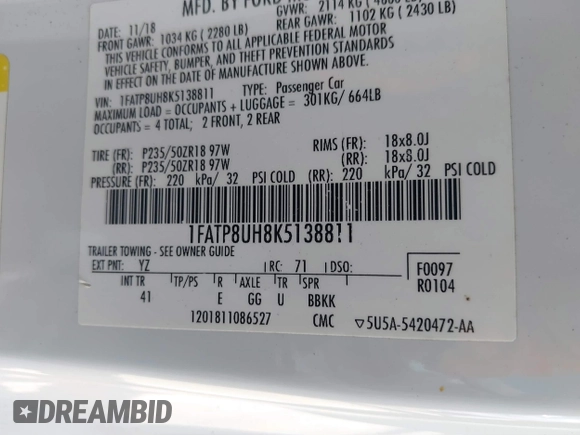 MFD. BY FORD
DATE: 11/18 GVWR: 2114 KG
FRONT GAWR: 1034 KG (2280 LB) REAR GAWR: 1102 KG (2430 LB)
THIS VEHICLE CONFORMS TO ALL APPLICABLE FEDERAL MOTOR
VEHICLE SAFETY, BUMPER, AND THEFT PREVENTION STANDARDS IN
EFFECT ON THE DATE OF MANUFACTURE SHOWN ABOVE.
VIN: 1FATP8UH8K5138811 TYPE: Passenger Car
MAXIMUM LOAD = OCCUPANTS + LUGGAGE = 301KG/ 664LB
OCCUPANTS = 4 TOTAL; 2 FRONT, 2 REAR
TIRE (FR): P235/50ZR18 97W RIMS (FR): 18x8.0J
(RR): P235/50ZR18 97W (RR): 18x8.0J
PRESSURE (FR): 220 kPa/ 32 PSI COLD (RR): 220 kPa/ 32 PSI COLD
1FATP8UH8K5138811
TRAILER TOWING - SEE OWNER GUIDE
EXT PNT: YZ RC: 71 DSO: F0097
INT TR TP/PS R AXLE TR SPR R0104
41 E GG U BBKK
1201811086527 CMC ▽5U5A-5420472-AA
DREAMBID